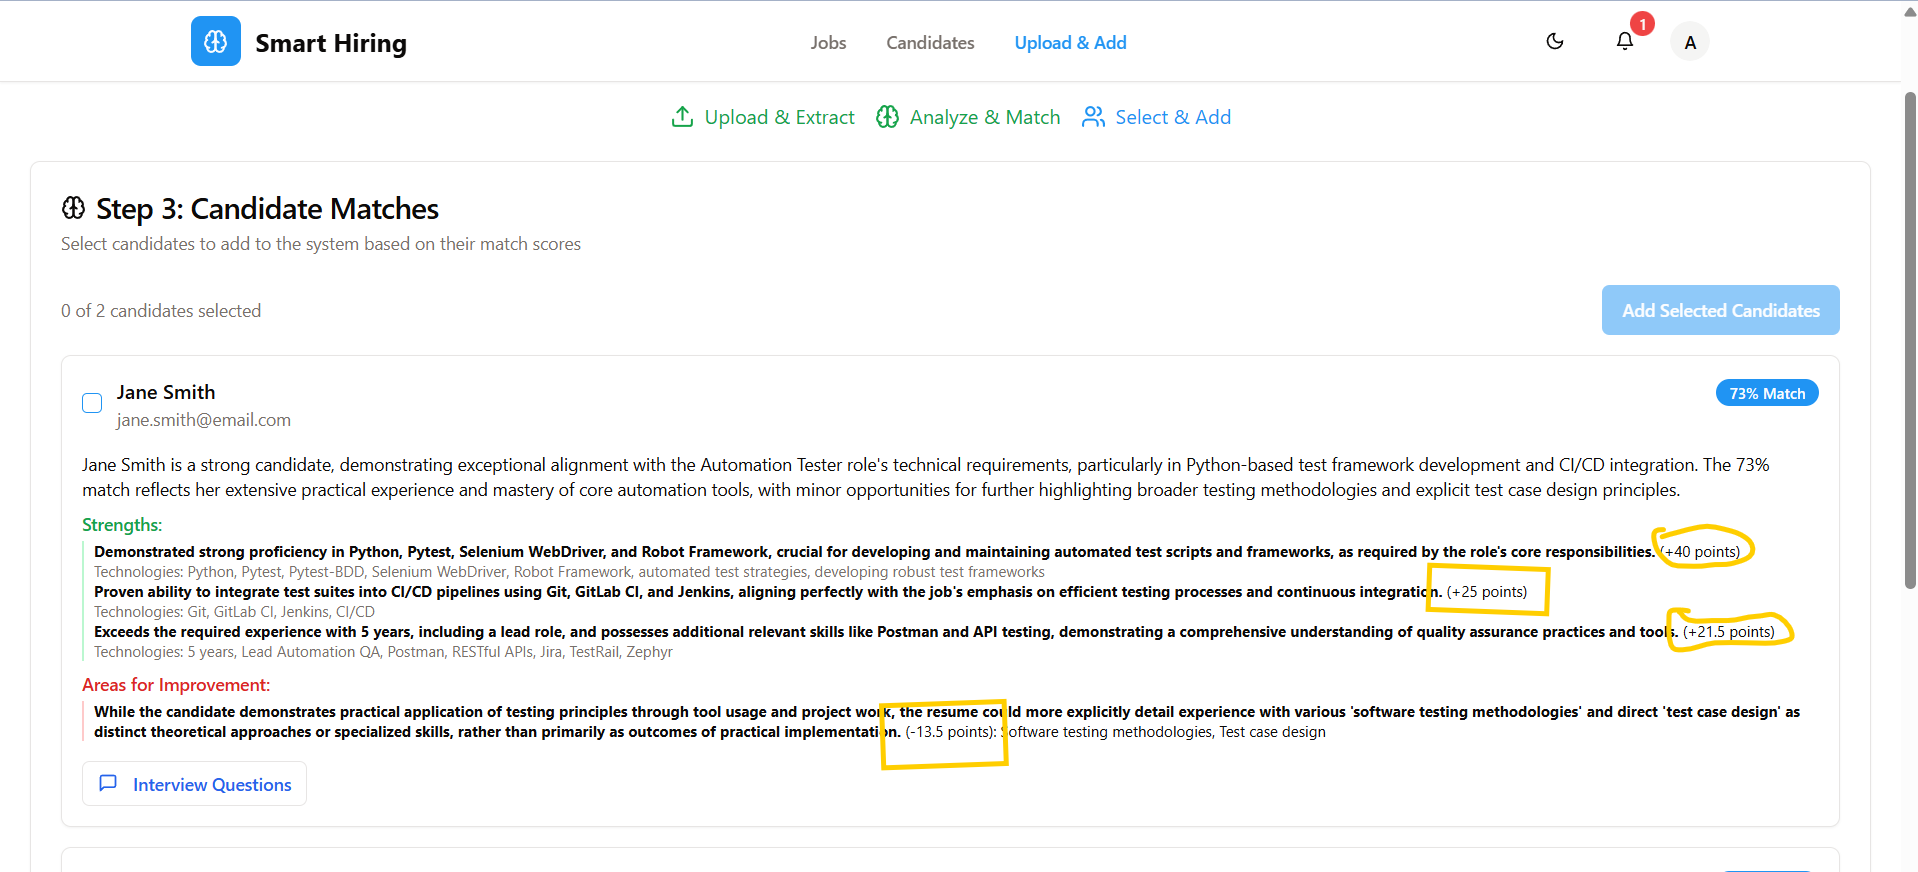 Smart Hiring
Jobs
Candidates
Upload & Add
1
A
Upload & Extract
Analyze & Match
Select & Add
Step 3: Candidate Matches
Select candidates to add to the system based on their match scores
0 of 2 candidates selected
Add Selected Candidates
Jane Smith
73% Match
jane.smith@email.com
Jane Smith is a strong candidate, demonstrating exceptional alignment with the Automation Tester role's technical requirements, particularly in Python-based test framework development and CI/CD integration. The 73%
match reflects her extensive practical experience and mastery of core automation tools, with minor opportunities for further highlighting broader testing methodologies and explicit test case design principles.
Strengths:
Demonstrated strong proficiency in Python, Pytest, Selenium WebDriver, and Robot Framework, crucial for developing and maintaining automated test scripts and frameworks, as required by the role's core responsibilities. (+40 points)
Technologies: Python, Pytest, Pytest-BDD, Selenium WebDriver, Robot Framework, automated test strategies, developing robust test frameworks
Proven ability to integrate test suites into CI/CD pipelines using Git, GitLab CI, and Jenkins, aligning perfectly with the job's emphasis on efficient testing processes and continuous integration. (+25 points)
Technologies: Git, GitLab CI, Jenkins, CI/CD
Exceeds the required experience with 5 years, including a lead role, and possesses additional relevant skills like Postman and API testing, demonstrating a comprehensive understanding of quality assurance practices and tools. (+21.5 points)
Technologies: 5 years, Lead Automation QA, Postman, RESTful APIs, Jira, TestRail, Zephyr
Areas for Improvement:
While the candidate demonstrates practical application of testing principles through tool usage and project work, the resume could more explicitly detail experience with various 'software testing methodologies' and direct 'test case design' as
distinct theoretical approaches or specialized skills, rather than primarily as outcomes of practical implementation. (-13.5 points): Software testing methodologies, Test case design
Interview Questions